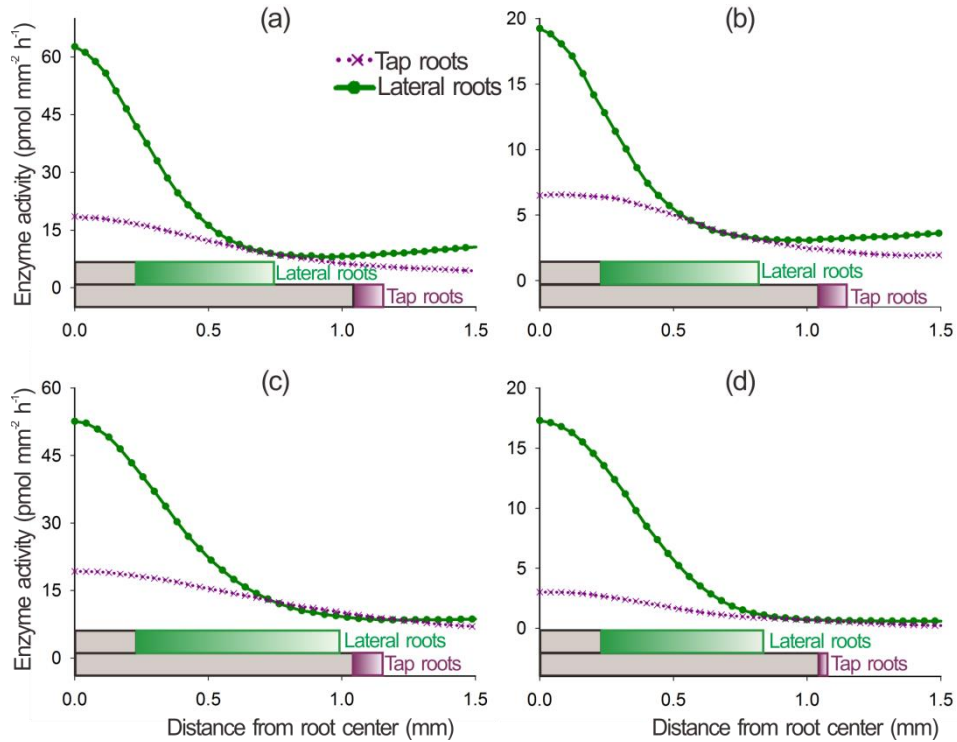 (a)
Enzyme activity (pmol mm⁻² h⁻¹)
60
45
30
15
0
Tap roots
Lateral roots
Lateral roots
Tap roots
0.0 0.5 1.0 1.5
(b)
20
15
10
5
0
Lateral roots
Tap roots
0.0 0.5 1.0 1.5
(c)
Enzyme activity (pmol mm⁻² h⁻¹)
60
45
30
15
0
Lateral roots
Tap roots
0.0 0.5 1.0 1.5
Distance from root center (mm)
(d)
20
15
10
5
0
Lateral roots
Tap roots
0.0 0.5 1.0 1.5
Distance from root center (mm)